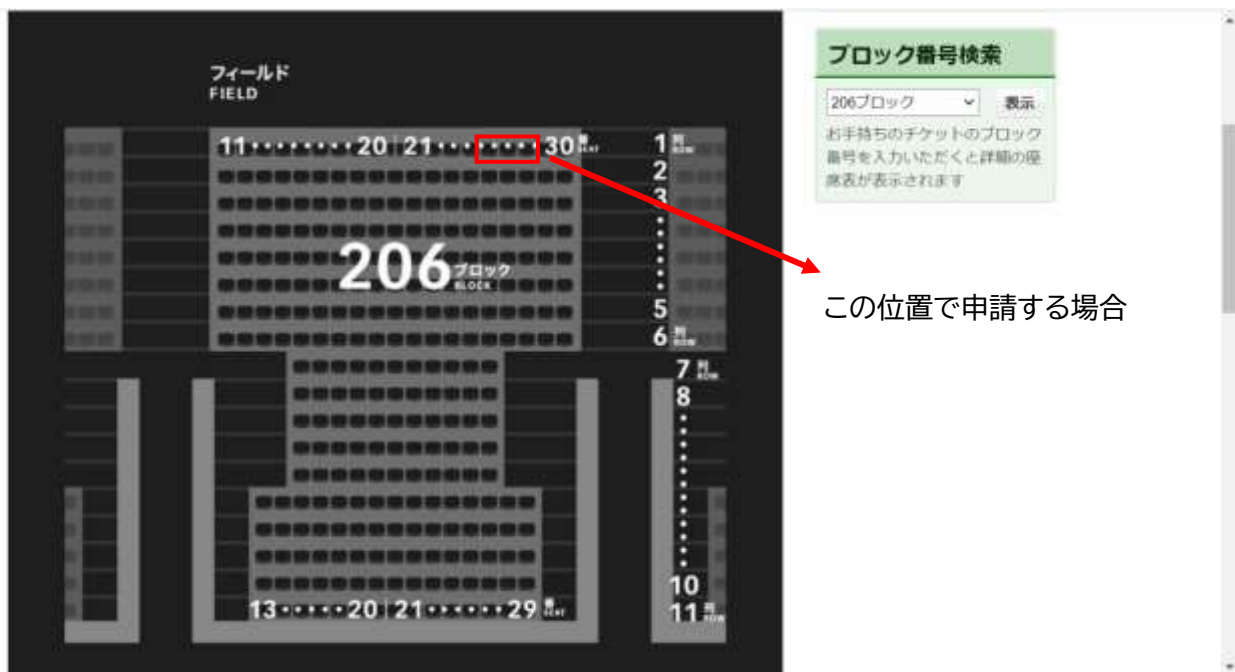 フィールド
FIELD
11・・・・・・・・20 21・・・・・・・・30 番
SEAT
1 列
ROW
2
3
206 ブロック
BLOCK
5
6 列
ROW
7 列
ROW
8
10
13・・・・・20 21・・・・・・29 番
SEAT
11 列
ROW
ブロック番号検索
206ブロック 表示
お手持ちのチケットのブロック
番号を入力いただくと詳細の座
席表が表示されます
この位置で申請する場合